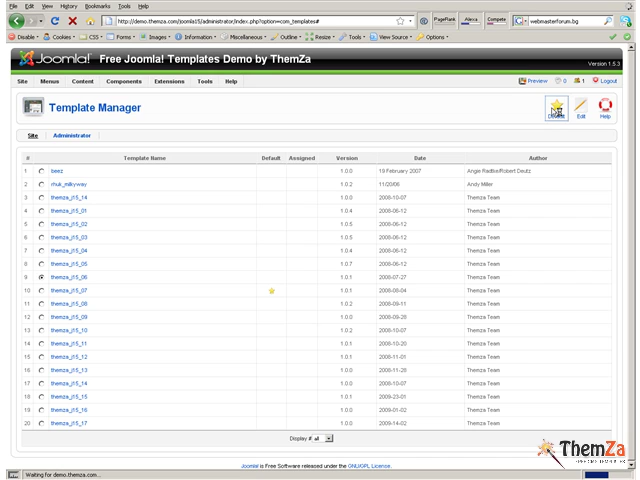 File Edit View History Bookmarks Tools Help
http://demo.themza.com/joomla15/administrator/index.php?option=com_templates#
PageRank Alexa Compete webmasterforum.bg
Disable Cookies CSS Forms Images Information Miscellaneous Outline Resize Tools View Source Options
Joomla! Free Joomla! Templates Demo by ThemZa
Version 1.5.3
Site Menus Content Components Extensions Tools Help Preview 0 1 Logout
Template Manager
Default Edit Help
Site Administrator
# Template Name Default Assigned Version Date Author
1 beez 1.0.0 19 February 2007 Angie Radtke/Robert Deutz
2 rhuk_milkyway 1.0.2 11/20/06 Andy Miller
3 themza_j15_14 1.0.0 2008-10-07 Themza Team
4 themza_j15_01 1.0.4 2008-06-12 Themza Team
5 themza_j15_02 1.0.5 2008-06-12 Themza Team
6 themza_j15_03 1.0.5 2008-06-12 Themza Team
7 themza_j15_04 1.0.4 2008-06-12 Themza Team
8 themza_j15_05 1.0.7 2008-06-12 Themza Team
9 themza_j15_06 1.0.1 2008-07-27 Themza Team
10 themza_j15_07 1.0.1 2008-08-04 Themza Team
11 themza_j15_08 1.0.2 2008-08-11 Themza Team
12 themza_j15_09 1.0.0 2008-09-28 Themza Team
13 themza_j15_10 1.0.2 2008-10-07 Themza Team
14 themza_j15_11 1.0.1 2008-10-20 Themza Team
15 themza_j15_12 1.0.1 2008-11-01 Themza Team
16 themza_j15_13 1.0.0 2008-11-28 Themza Team
17 themza_j15_14 1.0.0 2008-10-07 Themza Team
18 themza_j15_15 1.0.1 2009-23-01 Themza Team
19 themza_j15_16 1.0.0 2009-01-02 Themza Team
20 themza_j15_17 1.0.0 2009-14-02 Themza Team
Display # all
ThemZa
Joomla! is Free Software released under the GNU/GPL License.
Waiting for demo.themza.com...